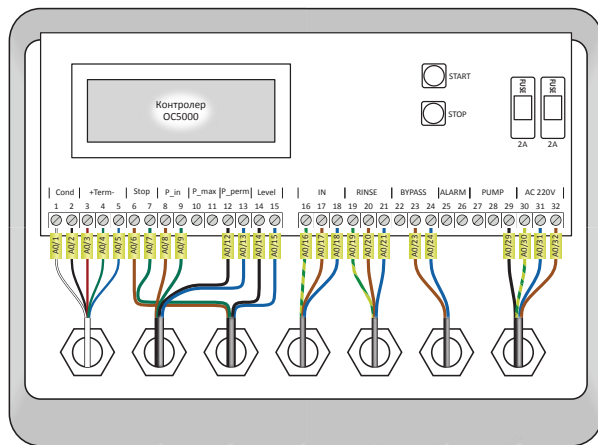 Контролер
OC5000
START
STOP
FUSE FUSE
2A 2A
Cond +Term- Stop P_in P_max P_perm Level IN RINSE BYPASS ALARM PUMP AC 220V
1 2 3 4 5 6 7 8 9 10 11 12 13 14 15 16 17 18 19 20 21 22 23 24 25 26 27 28 29 30 31 32
A0/1 A0/2 A0/3 A0/4 A0/5 A0/6 A0/7 A0/8 A0/9 A0/12 A0/13 A0/14 A0/15 A0/16 A0/17 A0/18 A0/19 A0/20 A0/21 A0/23 A0/24 A0/29 A0/30 A0/31 A0/32